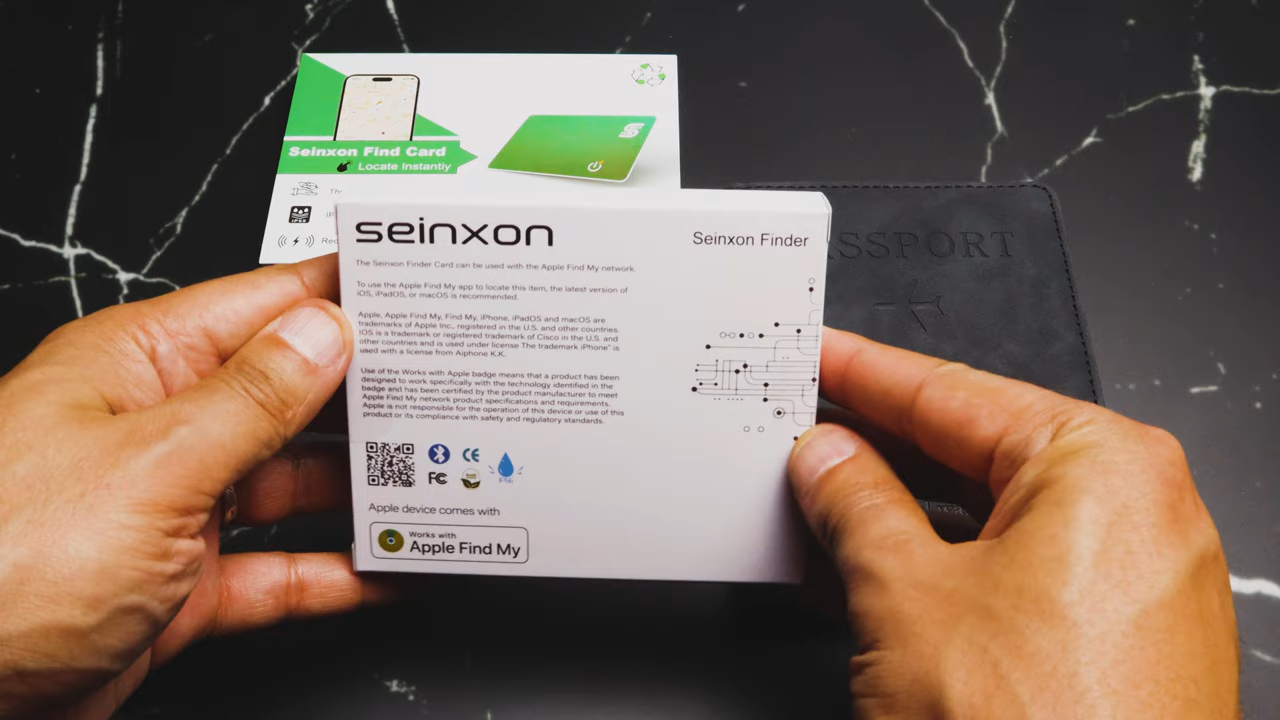 Seinxon Find Card
Locate Instantly
Th
IP
Rec
seinxon
Seinxon Finder
The Seinxon Finder Card can be used with the Apple Find My network.
To use the Apple Find My app to locate this item, the latest version of
iOS, iPadOS, or macOS is recommended.
Apple, Apple Find My, Find My, iPhone, iPadOS and macOS are
trademarks of Apple Inc., registered in the U.S. and other countries.
iOS is a trademark or registered trademark of Cisco in the U.S. and
other countries and is used under license The trademark iPhone" is
used with a license from Aiphone K.K.
Use of the Works with Apple badge means that a product has been
designed to work specifically with the technology identified in the
badge and has been certified by the product manufacturer to meet
Apple Find My network product specifications and requirements.
Apple is not responsible for the operation of this device or use of this
product or its compliance with safety and regulatory standards.
CE
FC
Apple device comes with
Works with
Apple Find My
ASSPORT